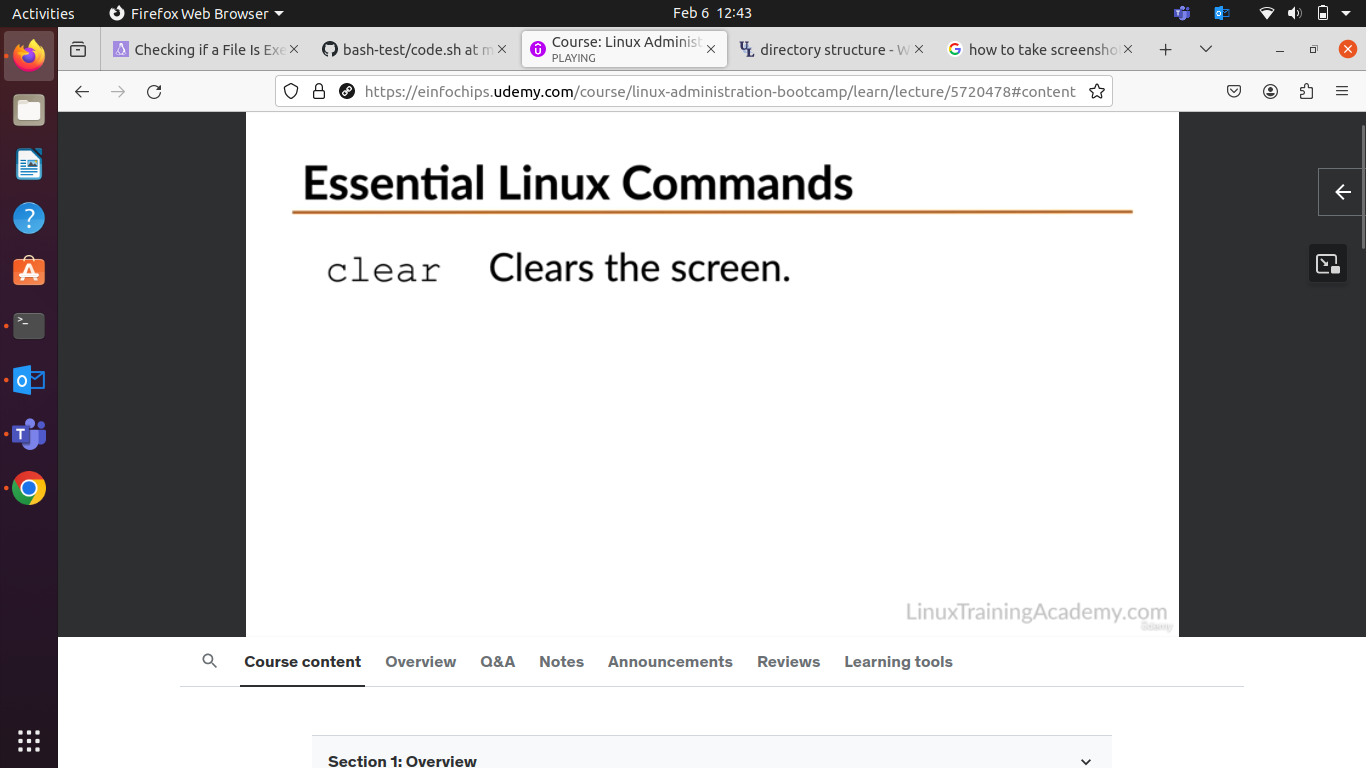 Activities
Firefox Web Browser
Feb 6 12:43
Checking if a File Is Exe
bash-test/code.sh at m
Course: Linux Administ
PLAYING
directory structure - W
how to take screensho
https://einfochips.udemy.com/course/linux-administration-bootcamp/learn/lecture/5720478#content
Essential Linux Commands
clear Clears the screen.
LinuxTrainingAcademy.com
Udemy
Course content Overview Q&A Notes Announcements Reviews Learning tools
Section 1: Overview